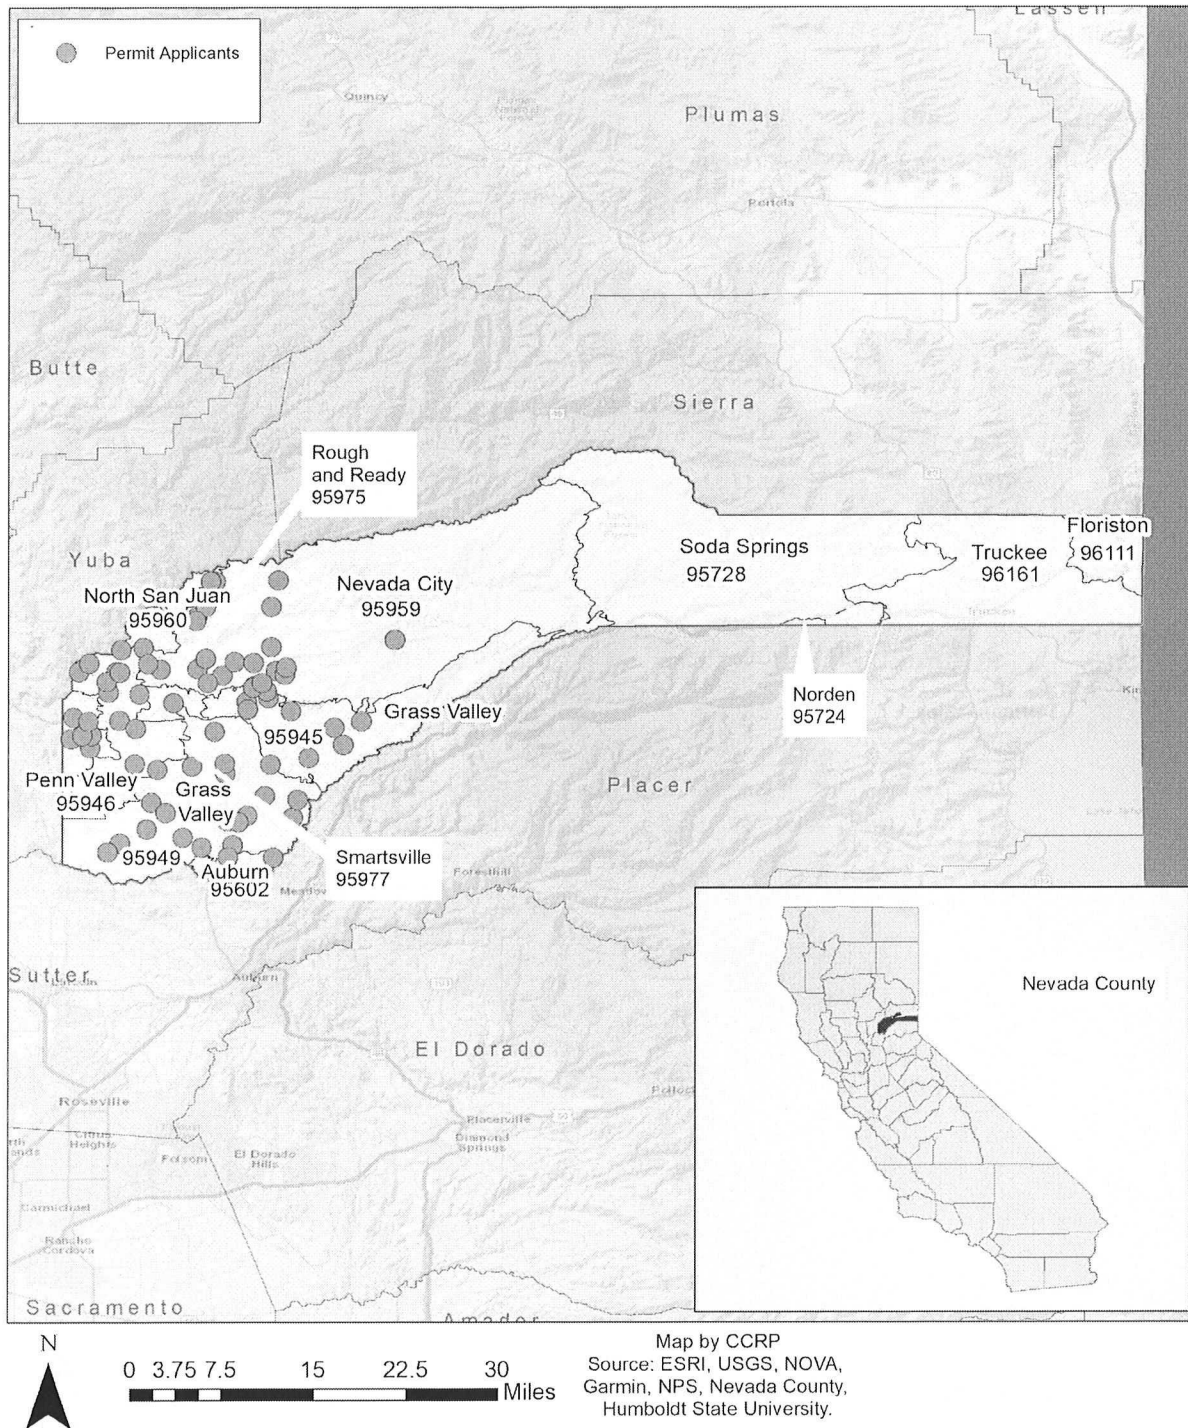 Lassen
Permit Applicants
Quincy
Plumas
Portola
Butte
Sierra
Rough
and Ready
95975
Yuba
North San Juan
95960
Nevada City
95959
Soda Springs
95728
Truckee
96161
Floriston
96111
Truckee
Norden
95724
Grass Valley
95945
Penn Valley
95946
Grass
Valley
95949
Placer
Smartsville
95977
Auburn
95602
Foresthill
Sutter
Lincoln
Auburn
Nevada County
El Dorado
Roseville
Citrus
Heights
Folsom
El Dorado
Hills
Placerville
Diamond
Springs
50
Carmichael
Rancho
Cordova
Sacramento
Amador
N
0 3.75 7.5 15 22.5 30
Miles
Map by CCRP
Source: ESRI, USGS, NOVA,
Garmin, NPS, Nevada County,
Humboldt State University.